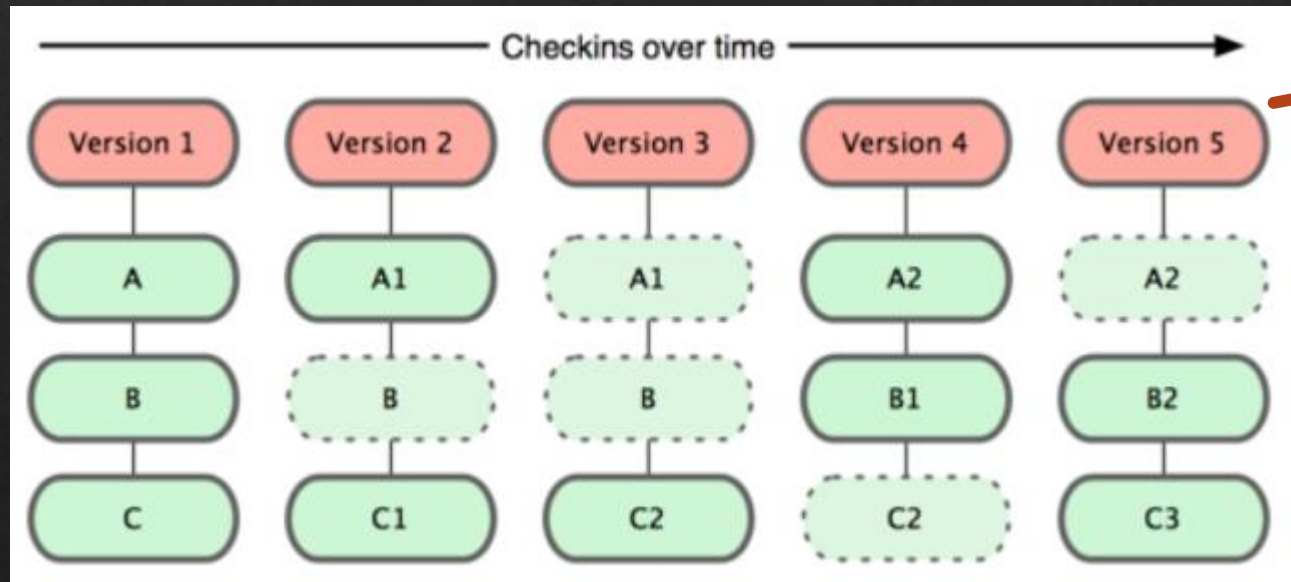 Checkins over time
Version 1 Version 2 Version 3 Version 4 Version 5
A A1 A1 A2 A2
B B B B1 B2
C C1 C2 C2 C3